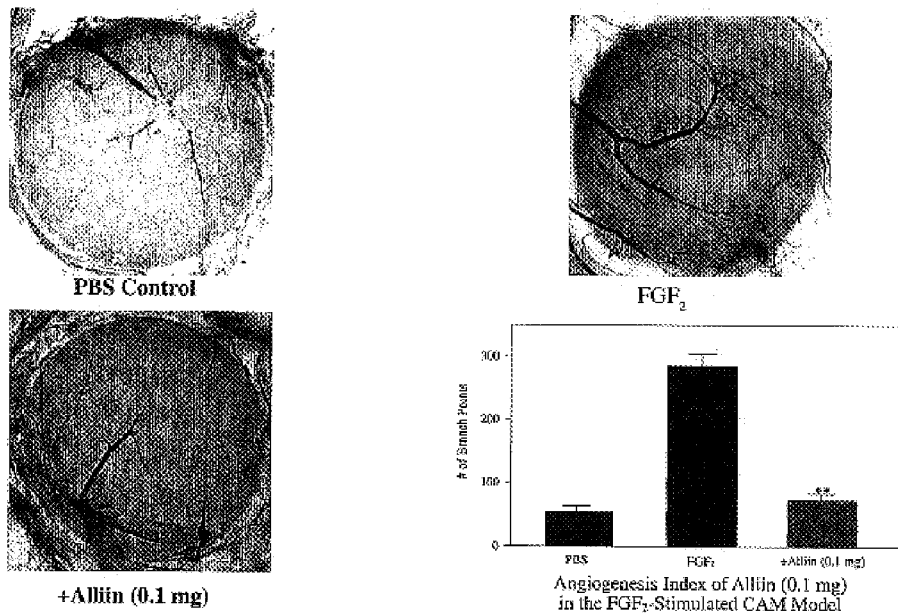 PBS Control
FGF₂
+Alliin (0.1 mg)
# of Branch Points
300
200
100
0
PBS
FGF₂
+Alliin (0.1 mg)
**
Angiogenesis Index of Alliin (0.1 mg)
in the FGF₂-Stimulated CAM Model